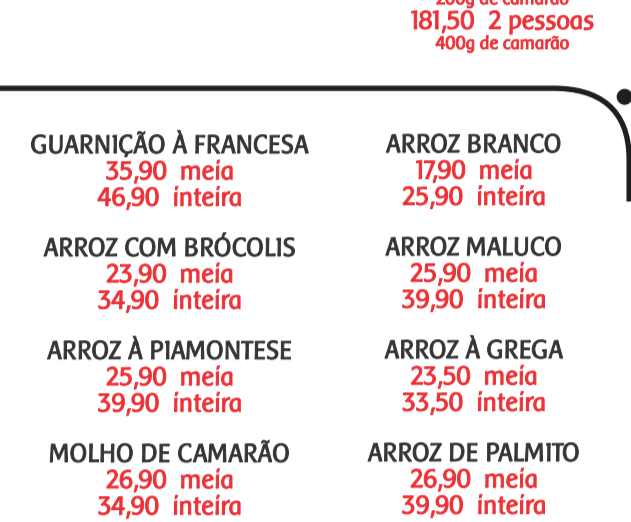 181,50 2 pessoas
400g de camarão
GUARNIÇÃO À FRANCESA
35,90 meia
46,90 inteira
ARROZ COM BRÓCOLIS
23,90 meia
34,90 inteira
ARROZ À PIAMONTESE
25,90 meia
39,90 inteira
MOLHO DE CAMARÃO
26,90 meia
34,90 inteira
ARROZ BRANCO
17,90 meia
25,90 inteira
ARROZ MALUCO
25,90 meia
39,90 inteira
ARROZ À GREGA
23,50 meia
33,50 inteira
ARROZ DE PALMITO
26,90 meia
39,90 inteira